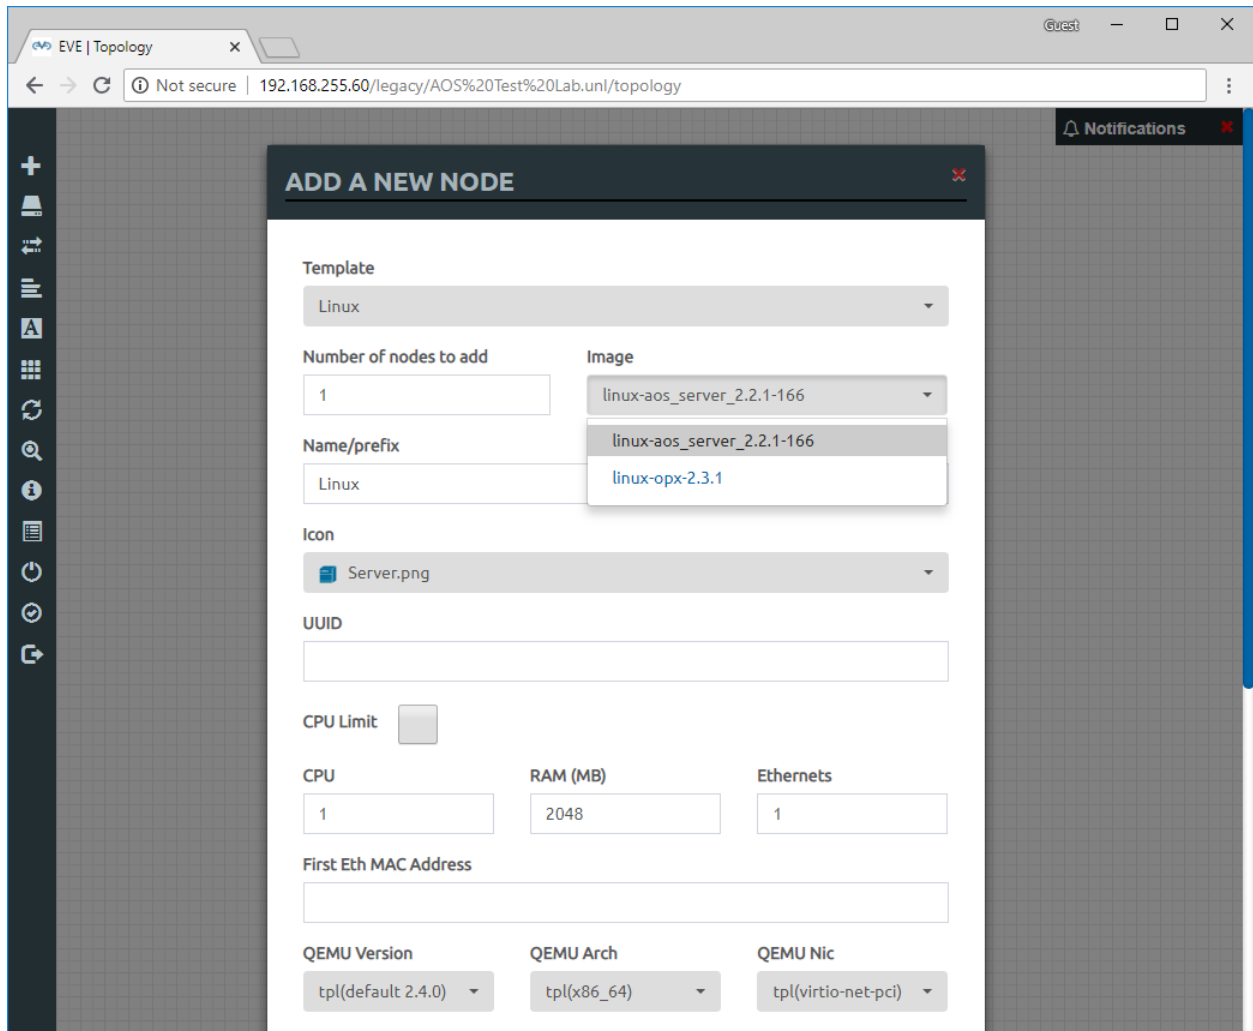 Guest
EVE | Topology
Not secure | 192.168.255.60/legacy/AOS%20Test%20Lab.unl/topology
Notifications
ADD A NEW NODE
Template
Linux
Number of nodes to add Image
1 linux-aos_server_2.2.1-166
linux-aos_server_2.2.1-166
Name/prefix
linux-opx-2.3.1
Linux
Icon
Server.png
UUID
CPU Limit
CPU RAM (MB) Ethernets
1 2048 1
First Eth MAC Address
QEMU Version QEMU Arch QEMU Nic
tpl(default 2.4.0) tpl(x86_64) tpl(virtio-net-pci)